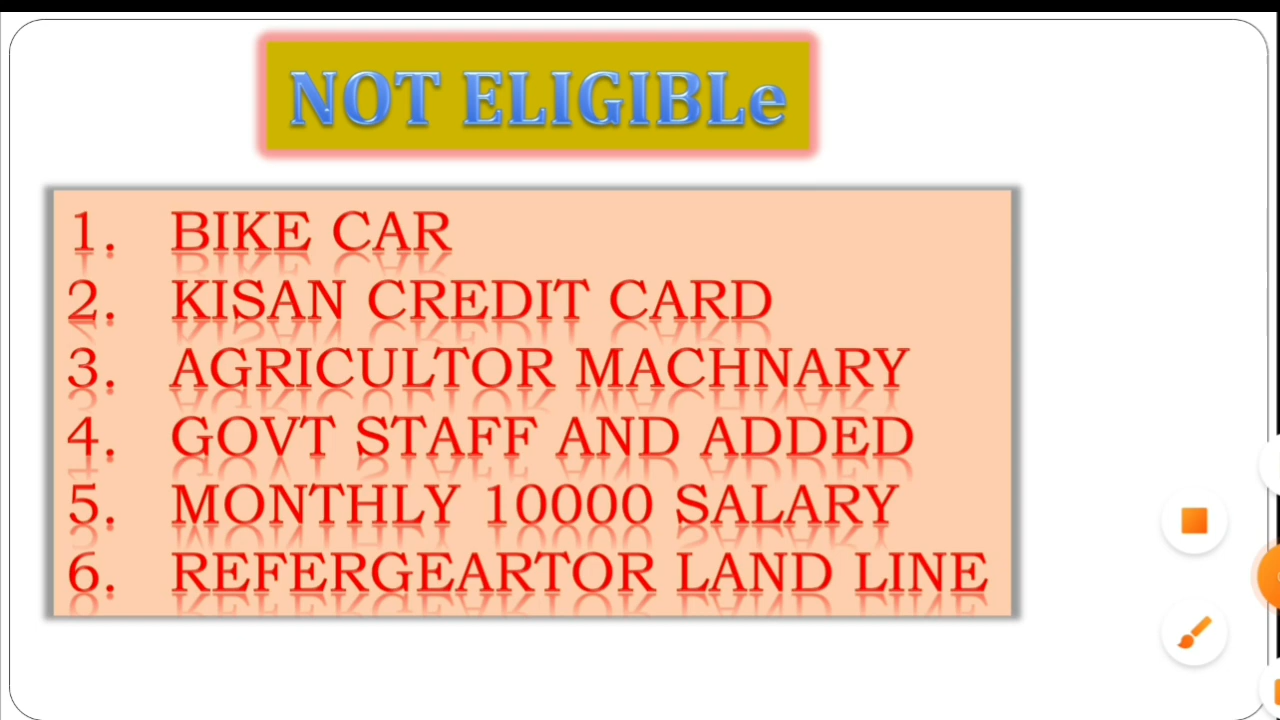 NOT ELIGIBLe
1. BIKE CAR
2. KISAN CREDIT CARD
3. AGRICULTOR MACHNARY
4. GOVT STAFF AND ADDED
5. MONTHLY 10000 SALARY
6. REFERGEARTOR LAND LINE